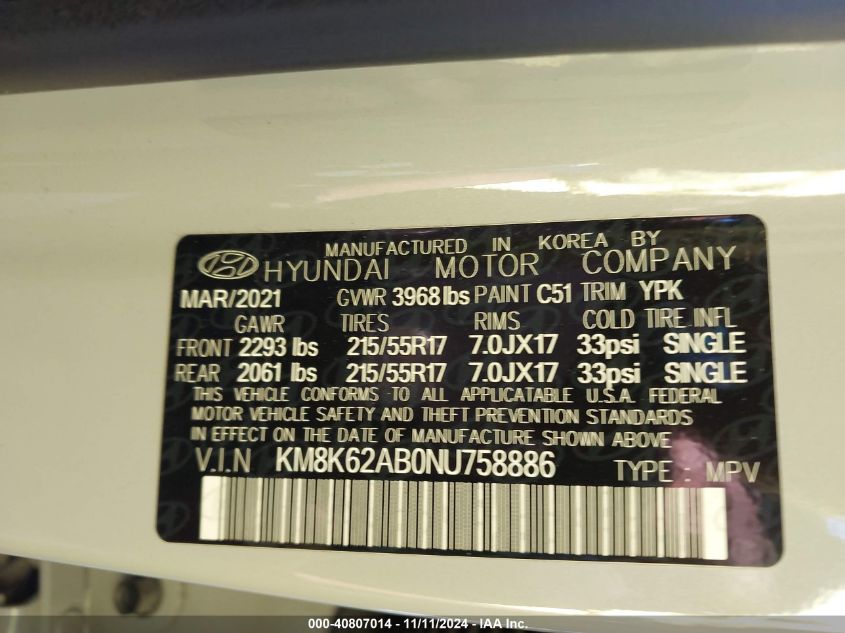 MANUFACTURED IN KOREA BY
HYUNDAI MOTOR COMPANY
MAR/2021 GVWR 3968 lbs PAINT C51 TRIM YPK
GAWR TIRES RIMS COLD TIRE INFL
FRONT 2293 lbs 215/55R17 7.0JX17 33psi SINGLE
REAR 2061 lbs 215/55R17 7.0JX17 33psi SINGLE
THIS VEHICLE CONFORMS TO ALL APPLICATABLE U.S.A. FEDERAL
MOTOR VEHICLE SAFETY AND THEFT PREVENTION STANDARDS
IN EFFECT ON THE DATE OF MANUFACTURE SHOWN ABOVE
V.I.N KM8K62AB0NU758886 TYPE : MPV
000-40807014 - 11/11/2024 - IAA Inc.